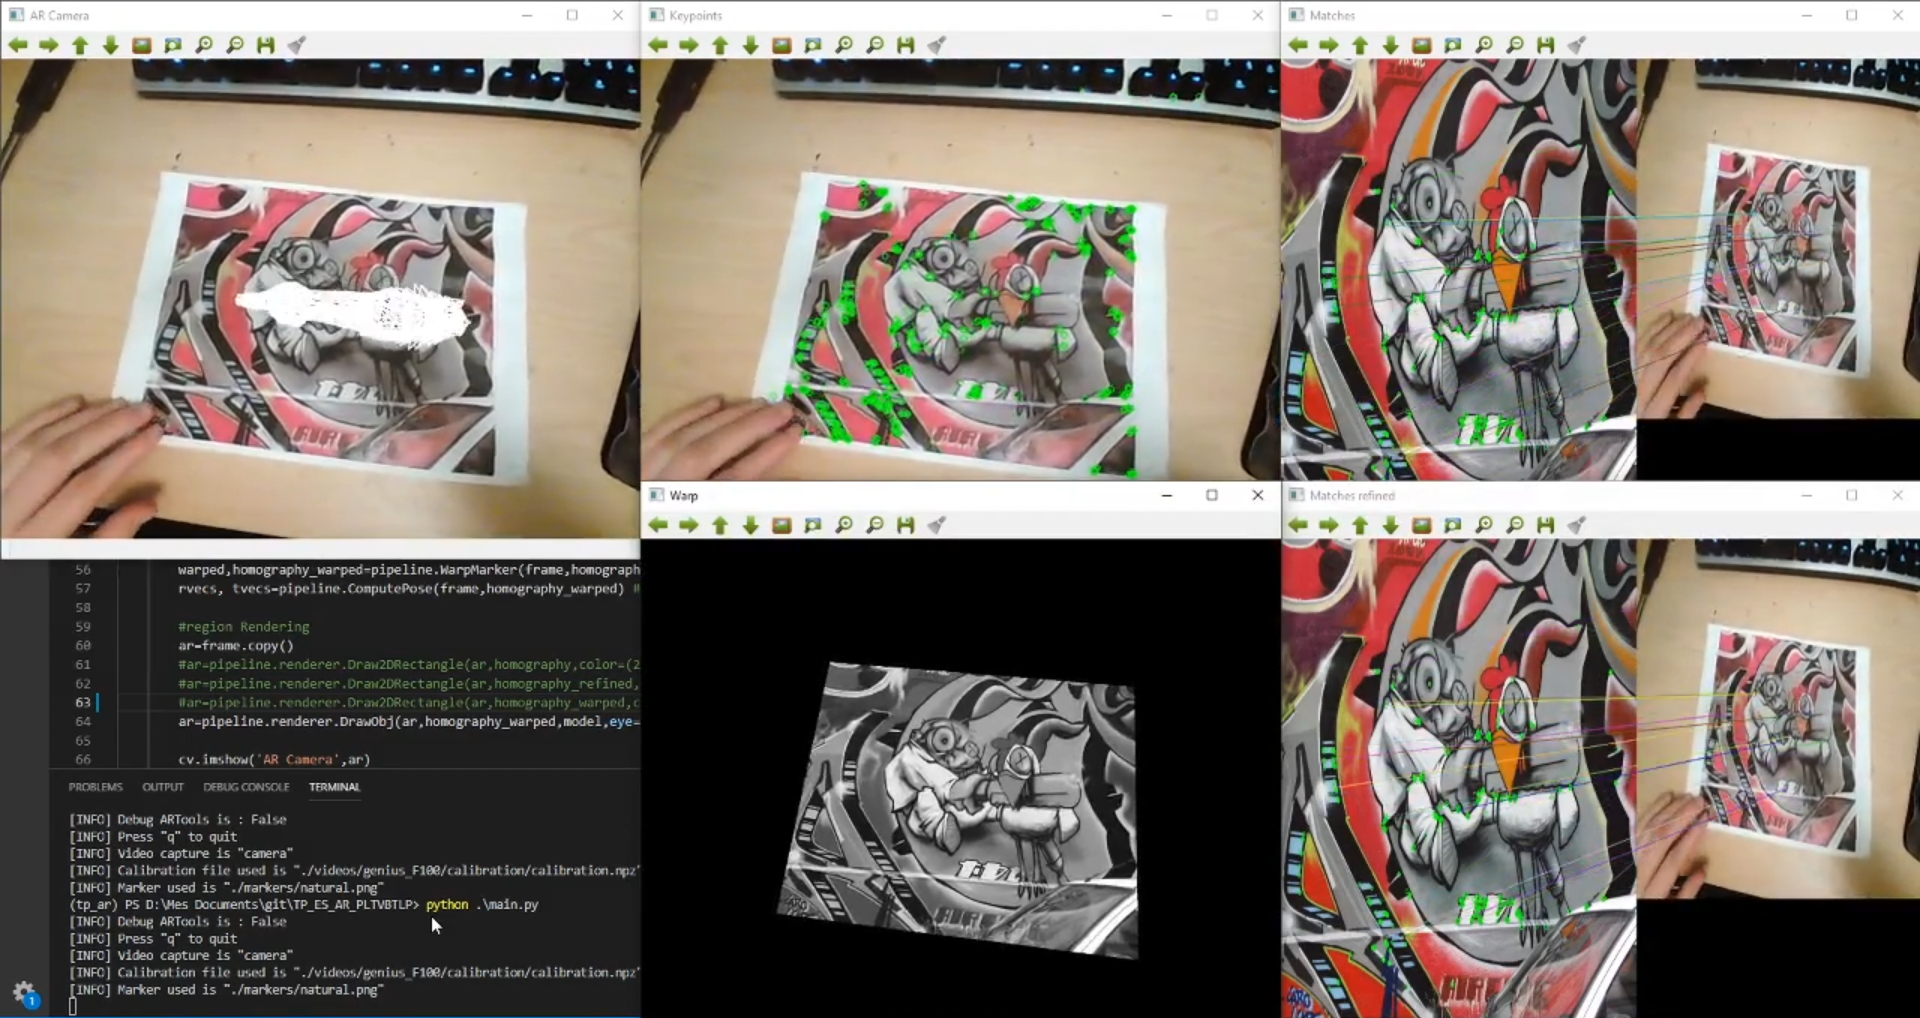 AR Camera
Keypoints
Matches
Warp
Matches refined
56 warped,homography_warped=pipeline.WarpMarker(frame,homograph
57 rvecs, tvecs=pipeline.ComputePose(frame,homography_warped) #
58
59 #region Rendering
60 ar=frame.copy()
61 #ar=pipeline.renderer.Draw2DRectangle(ar,homography,color=(2
62 #ar=pipeline.renderer.Draw2DRectangle(ar,homography_refined,
63 #ar=pipeline.renderer.Draw2DRectangle(ar,homography_warped,c
64 ar=pipeline.renderer.DrawObj(ar,homography_warped,model,eye=
65
66 cv.imshow('AR Camera',ar)
PROBLEMS OUTPUT DEBUG CONSOLE TERMINAL
[INFO] Debug ARTools is : False
[INFO] Press "q" to quit
[INFO] Video capture is "camera"
[INFO] Calibration file used is "./videos/genius_F100/calibration/calibration.npz"
[INFO] Marker used is "./markers/natural.png"
(tp_ar) PS D:\Mes Documents\git\TP_ES_AR_PLTVBTLP> python .\main.py
[INFO] Debug ARTools is : False
[INFO] Press "q" to quit
[INFO] Video capture is "camera"
[INFO] Calibration file used is "./videos/genius_F100/calibration/calibration.npz"
[INFO] Marker used is "./markers/natural.png"
1